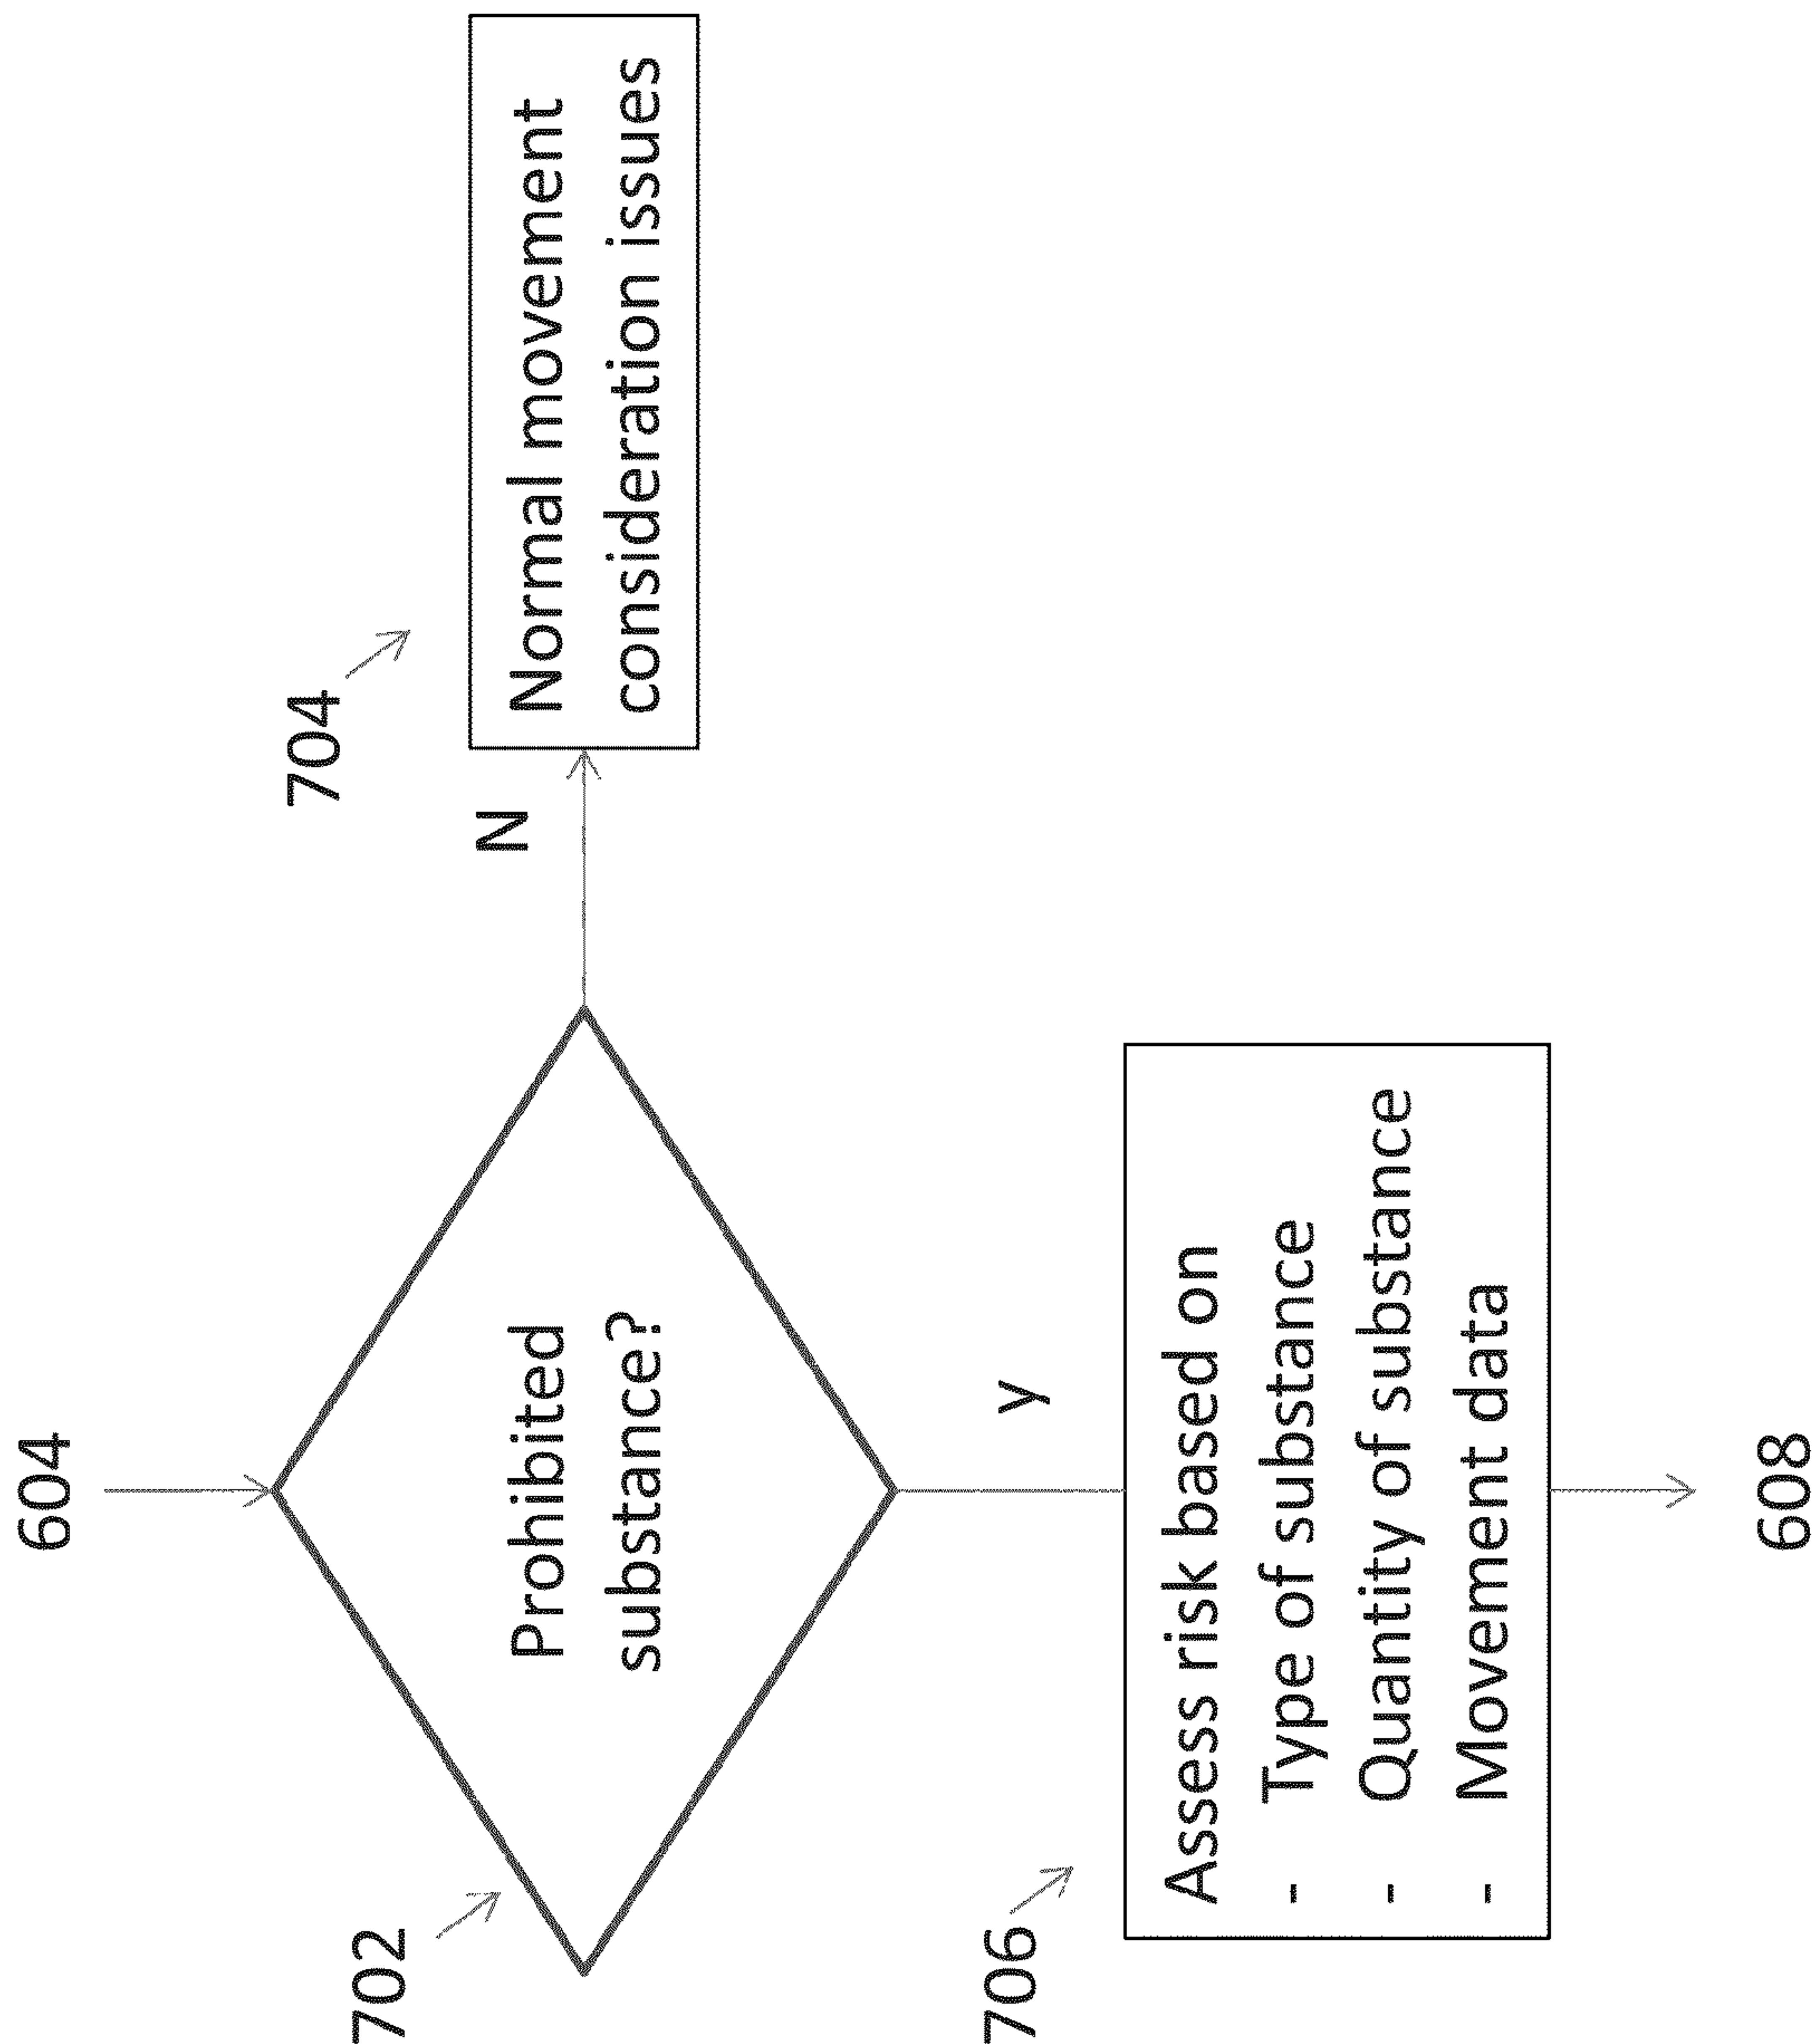 604
702
Prohibited
substance?
N
704
Normal movement
consideration issues
y
706
Assess risk based on
- Type of substance
- Quantity of substance
- Movement data
608